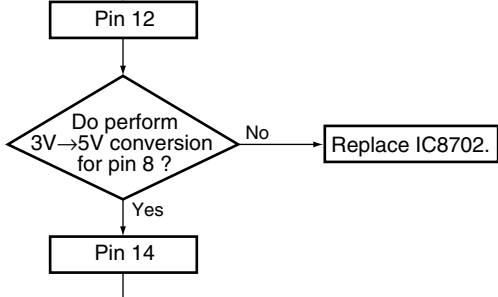 Pin 12
Do perform
3V→5V conversion
for pin 8 ?
No
Replace IC8702.
Yes
Pin 14